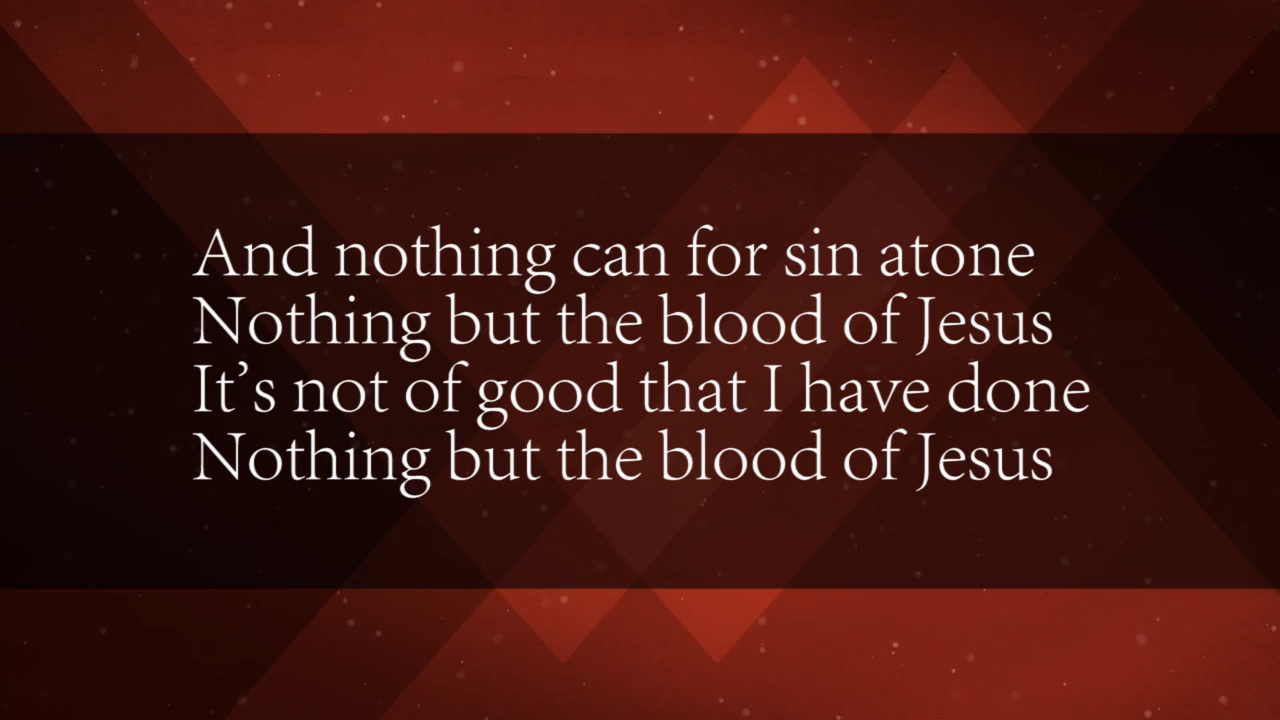 And nothing can for sin atone
Nothing but the blood of Jesus
It’s not of good that I have done
Nothing but the blood of Jesus